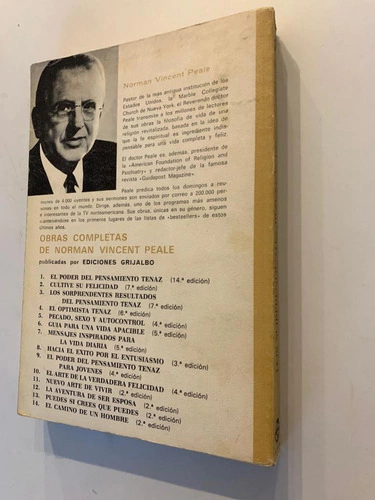 Norman Vincent Peale
Pastor de la más antigua institución de los
Estados Unidos, la Marble Collegiate
Church de Nueva York, el Reverendo doctor
Peale transmite a los millones de lectores
de sus obras la filosofía de vida de una
religión revitalizada, basada en la idea de
que la fe espiritual es ingrediente indis-
pensable para una vida completa y feliz.
El doctor Peale es, además, presidente de
la «American Foundation of Religion and
Psychiatry» y redactor-jefe de la famosa
revista «Guidepost Magazine».
Peale predica todos los domingos a reu-
niones de 4 000 oyentes y sus sermones son enviados por correo a 200.000 per-
sonas en todo el mundo. Dirige, además, uno de los programas más amenos
e interesantes de la TV norteamericana. Sus obras, únicas en su género, siguen
manteniéndose en los primeros lugares de las listas de «bestsellers» de estos
últimos años.
OBRAS COMPLETAS
DE NORMAN VINCENT PEALE
publicadas por EDICIONES GRIJALBO
1. EL PODER DEL PENSAMIENTO TENAZ (14.ª edición)
2. CULTIVE SU FELICIDAD (7.ª edición)
3. LOS SORPRENDENTES RESULTADOS
DEL PENSAMIENTO TENAZ (7.ª edición)
4. EL OPTIMISTA TENAZ (6.ª edición)
5. PECADO, SEXO Y AUTOCONTROL (4.ª edición)
6. GUIA PARA UNA VIDA APACIBLE (5.ª edición)
7. MENSAJES INSPIRADOS PARA
LA VIDA DIARIA (5.ª edición)
8. HACIA EL EXITO POR EL ENTUSIASMO (3.ª edición)
9. EL PODER DEL PENSAMIENTO TENAZ
PARA JOVENES (4.ª edición)
10. EL ARTE DE LA VERDADERA FELICIDAD (4.ª edición)
11. NUEVO ARTE DE VIVIR (2.ª edición)
12. LA AVENTURA DE SER ESPOSA (2.ª edición)
13. PUEDES SI CREES QUE PUEDES (2.ª edición)
14. EL CAMINO DE UN HOMBRE (2.ª edición)